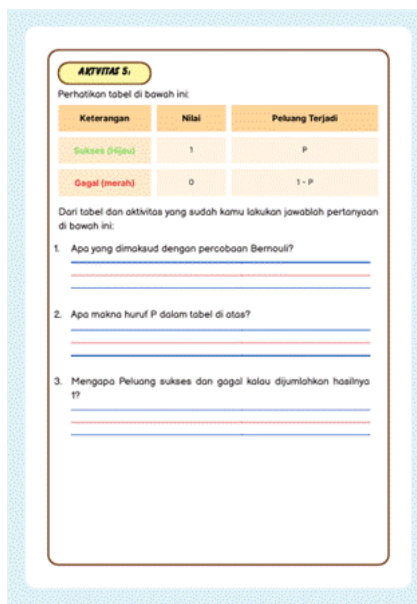 AKTVITAS 5:
Perhatikan tabel di bawah ini:
Keterangan Nilai Peluang Terjadi
Sukses (Hijau) 1 P
Gagal (merah) 0 1 - P
Dari tabel dan aktivitas yang sudah kamu lakukan jawablah pertanyaan
di bawah ini:
1. Apa yang dimaksud dengan percobaan Bernouli?
2. Apa makna huruf P dalam tabel di atas?
3. Mengapa Peluang sukses dan gagal kalau dijumlahkan hasilnya
1?